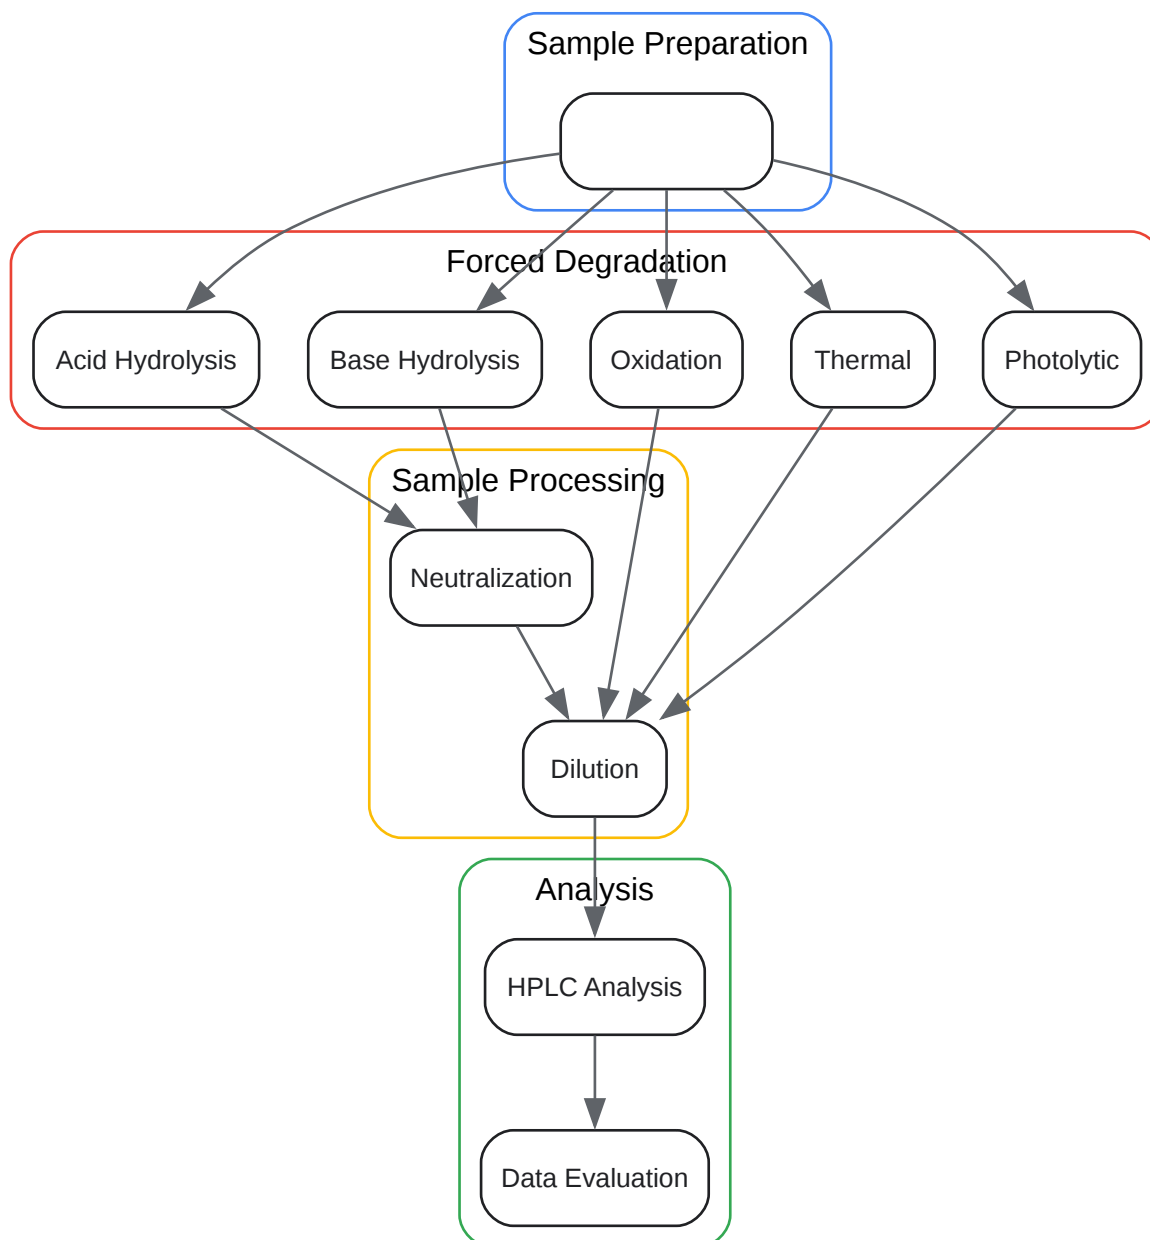 Sample Preparation
Forced Degradation
Acid Hydrolysis
Base Hydrolysis
Oxidation
Thermal
Photolytic
Sample Processing
Neutralization
Dilution
Analysis
HPLC Analysis
Data Evaluation